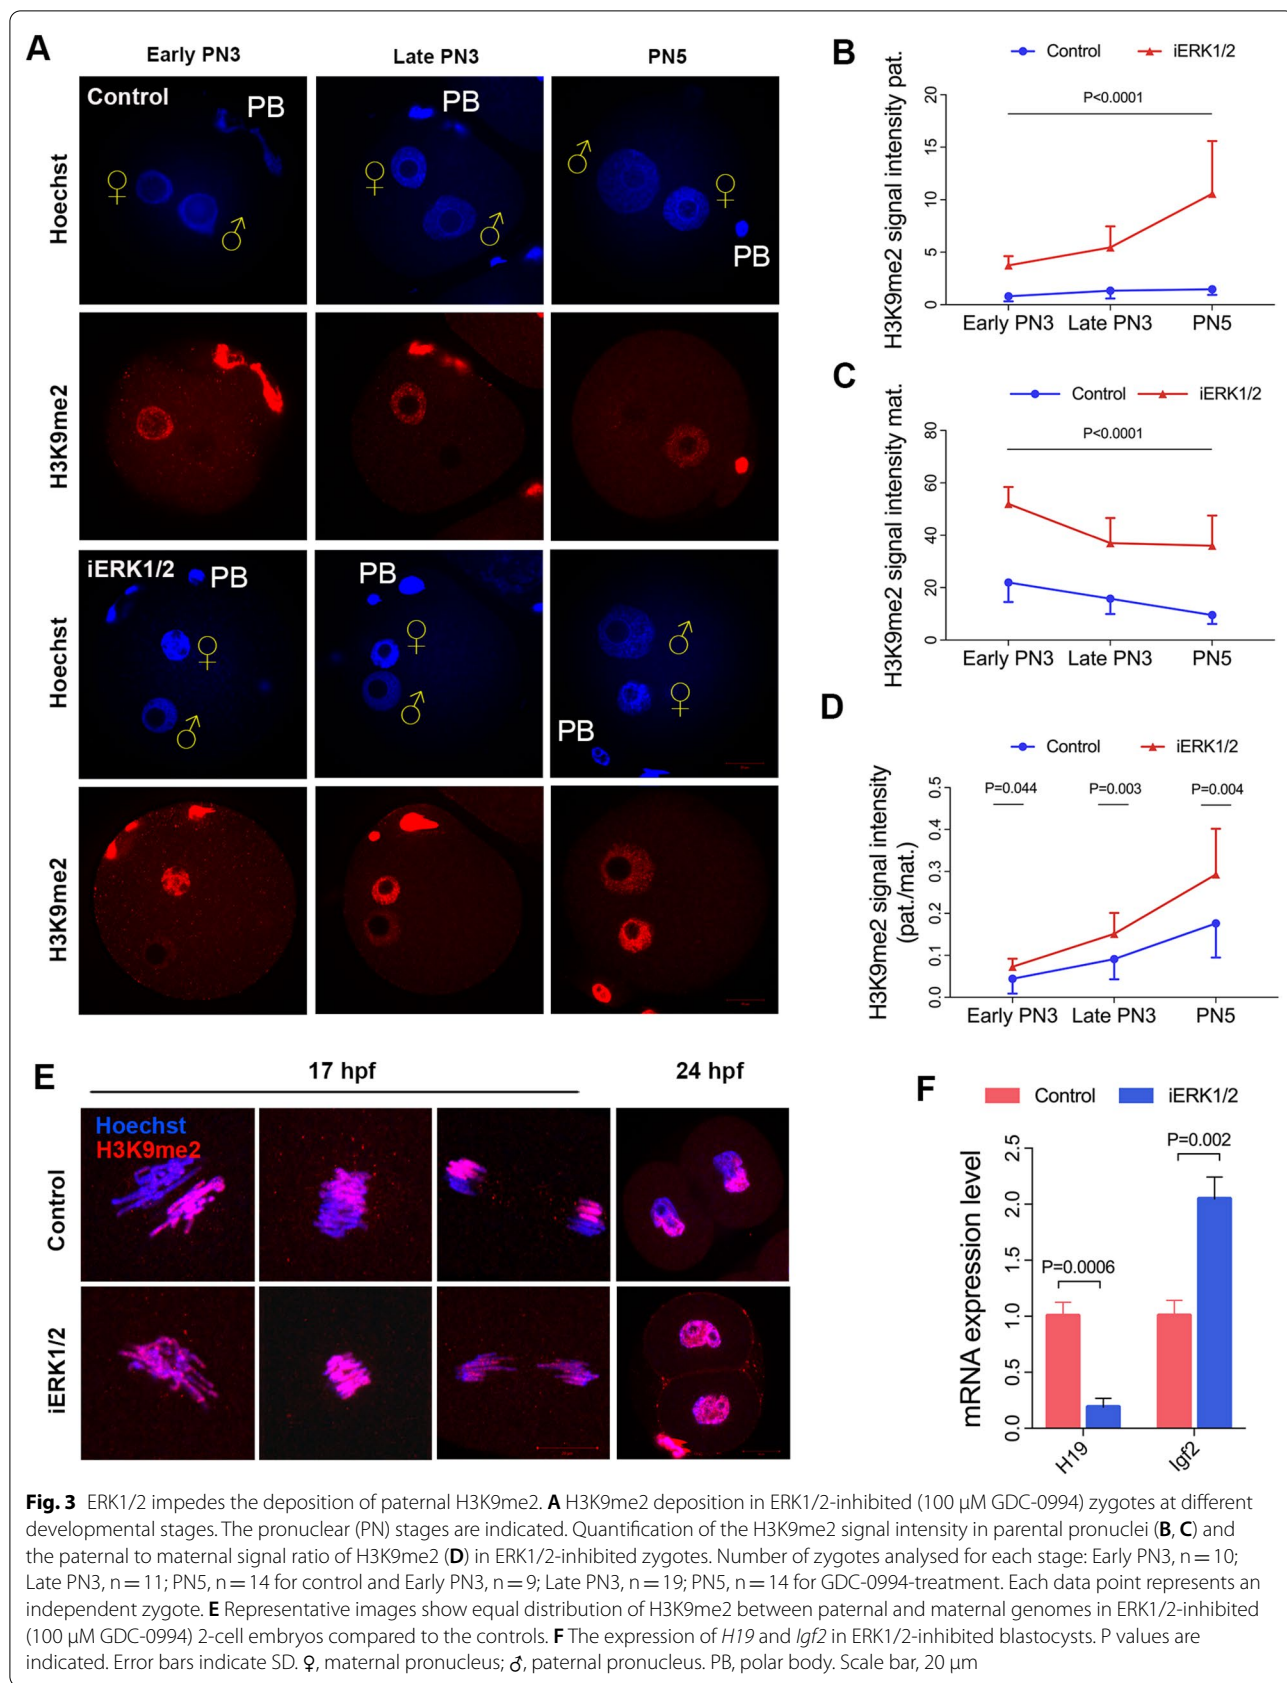 A
Early PN3 Late PN3 PN5
Hoechst
Control PB ♀ ♂
PB ♀ ♂
♂ ♀ PB
H3K9me2
Hoechst
iERK1/2 PB ♀ ♂
PB ♀ ♂
♂ ♀ PB
H3K9me2
B
Control iERK1/2
H3K9me2 signal intensity pat.
20
15
10
5
0
P<0.0001
Early PN3 Late PN3 PN5
C
Control iERK1/2
H3K9me2 signal intensity mat.
80
60
40
20
0
P<0.0001
Early PN3 Late PN3 PN5
D
Control iERK1/2
H3K9me2 signal intensity
(pat./mat.)
0.5
0.4
0.3
0.2
0.1
0.0
P=0.044 P=0.003 P=0.004
Early PN3 Late PN3 PN5
E
17 hpf 24 hpf
Hoechst
H3K9me2
Control
iERK1/2
F
Control iERK1/2
mRNA expression level
2.5
2.0
1.5
1.0
0.5
0.0
P=0.0006
P=0.002
H19 Igf2
Fig. 3 ERK1/2 impedes the deposition of paternal H3K9me2. A H3K9me2 deposition in ERK1/2-inhibited (100 μM GDC-0994) zygotes at different
developmental stages. The pronuclear (PN) stages are indicated. Quantification of the H3K9me2 signal intensity in parental pronuclei (B, C) and
the paternal to maternal signal ratio of H3K9me2 (D) in ERK1/2-inhibited zygotes. Number of zygotes analysed for each stage: Early PN3, n = 10;
Late PN3, n = 11; PN5, n = 14 for control and Early PN3, n = 9; Late PN3, n = 19; PN5, n = 14 for GDC-0994-treatment. Each data point represents an
independent zygote. E Representative images show equal distribution of H3K9me2 between paternal and maternal genomes in ERK1/2-inhibited
(100 μM GDC-0994) 2-cell embryos compared to the controls. F The expression of H19 and Igf2 in ERK1/2-inhibited blastocysts. P values are
indicated. Error bars indicate SD. ♀, maternal pronucleus; ♂, paternal pronucleus. PB, polar body. Scale bar, 20 μm